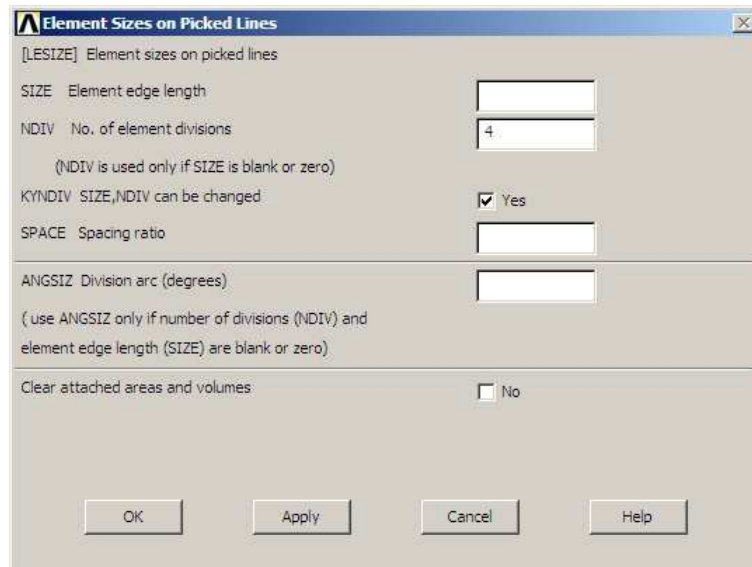 Element Sizes on Picked Lines
[LESIZE] Element sizes on picked lines
SIZE Element edge length
NDIV No. of element divisions 4
(NDIV is used only if SIZE is blank or zero)
KYNDIV SIZE,NDIV can be changed Yes
SPACE Spacing ratio
ANGSIZ Division arc (degrees)
( use ANGSIZ only if number of divisions (NDIV) and
element edge length (SIZE) are blank or zero)
Clear attached areas and volumes No
OK Apply Cancel Help